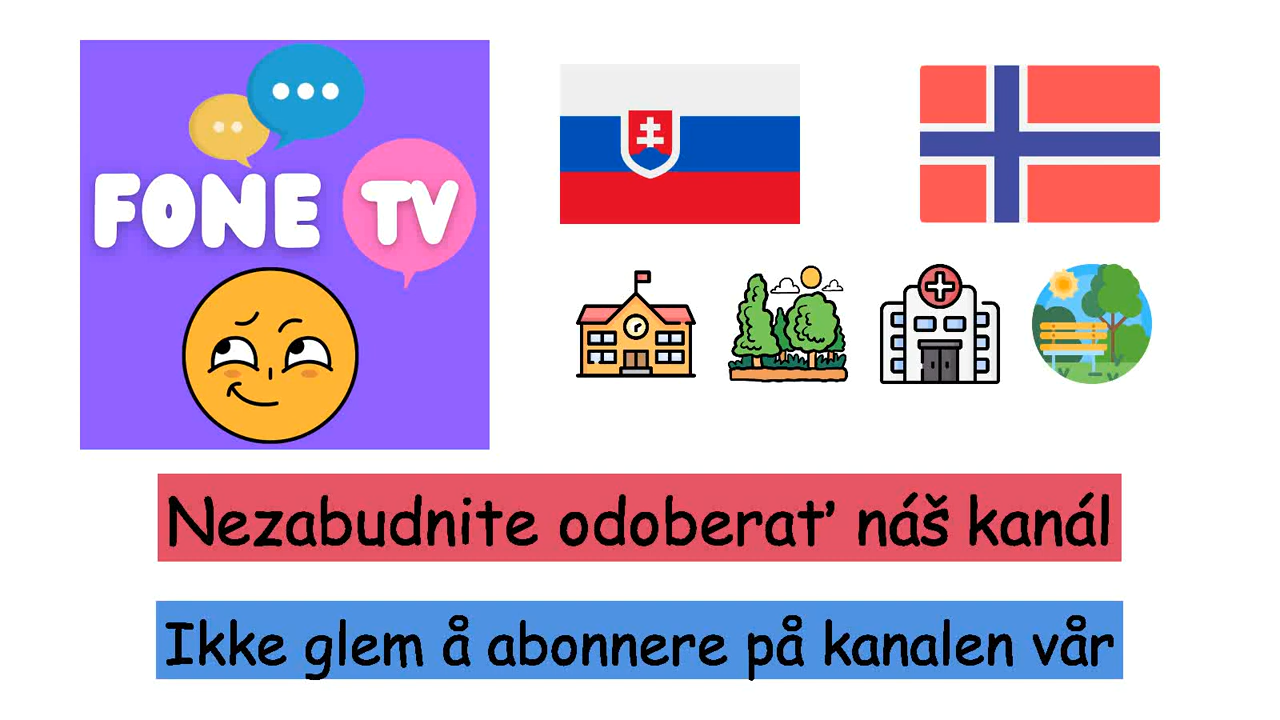 FONE TV
Nezabudnite odoberať náš kanál
Ikke glem å abonnere på kanalen vår